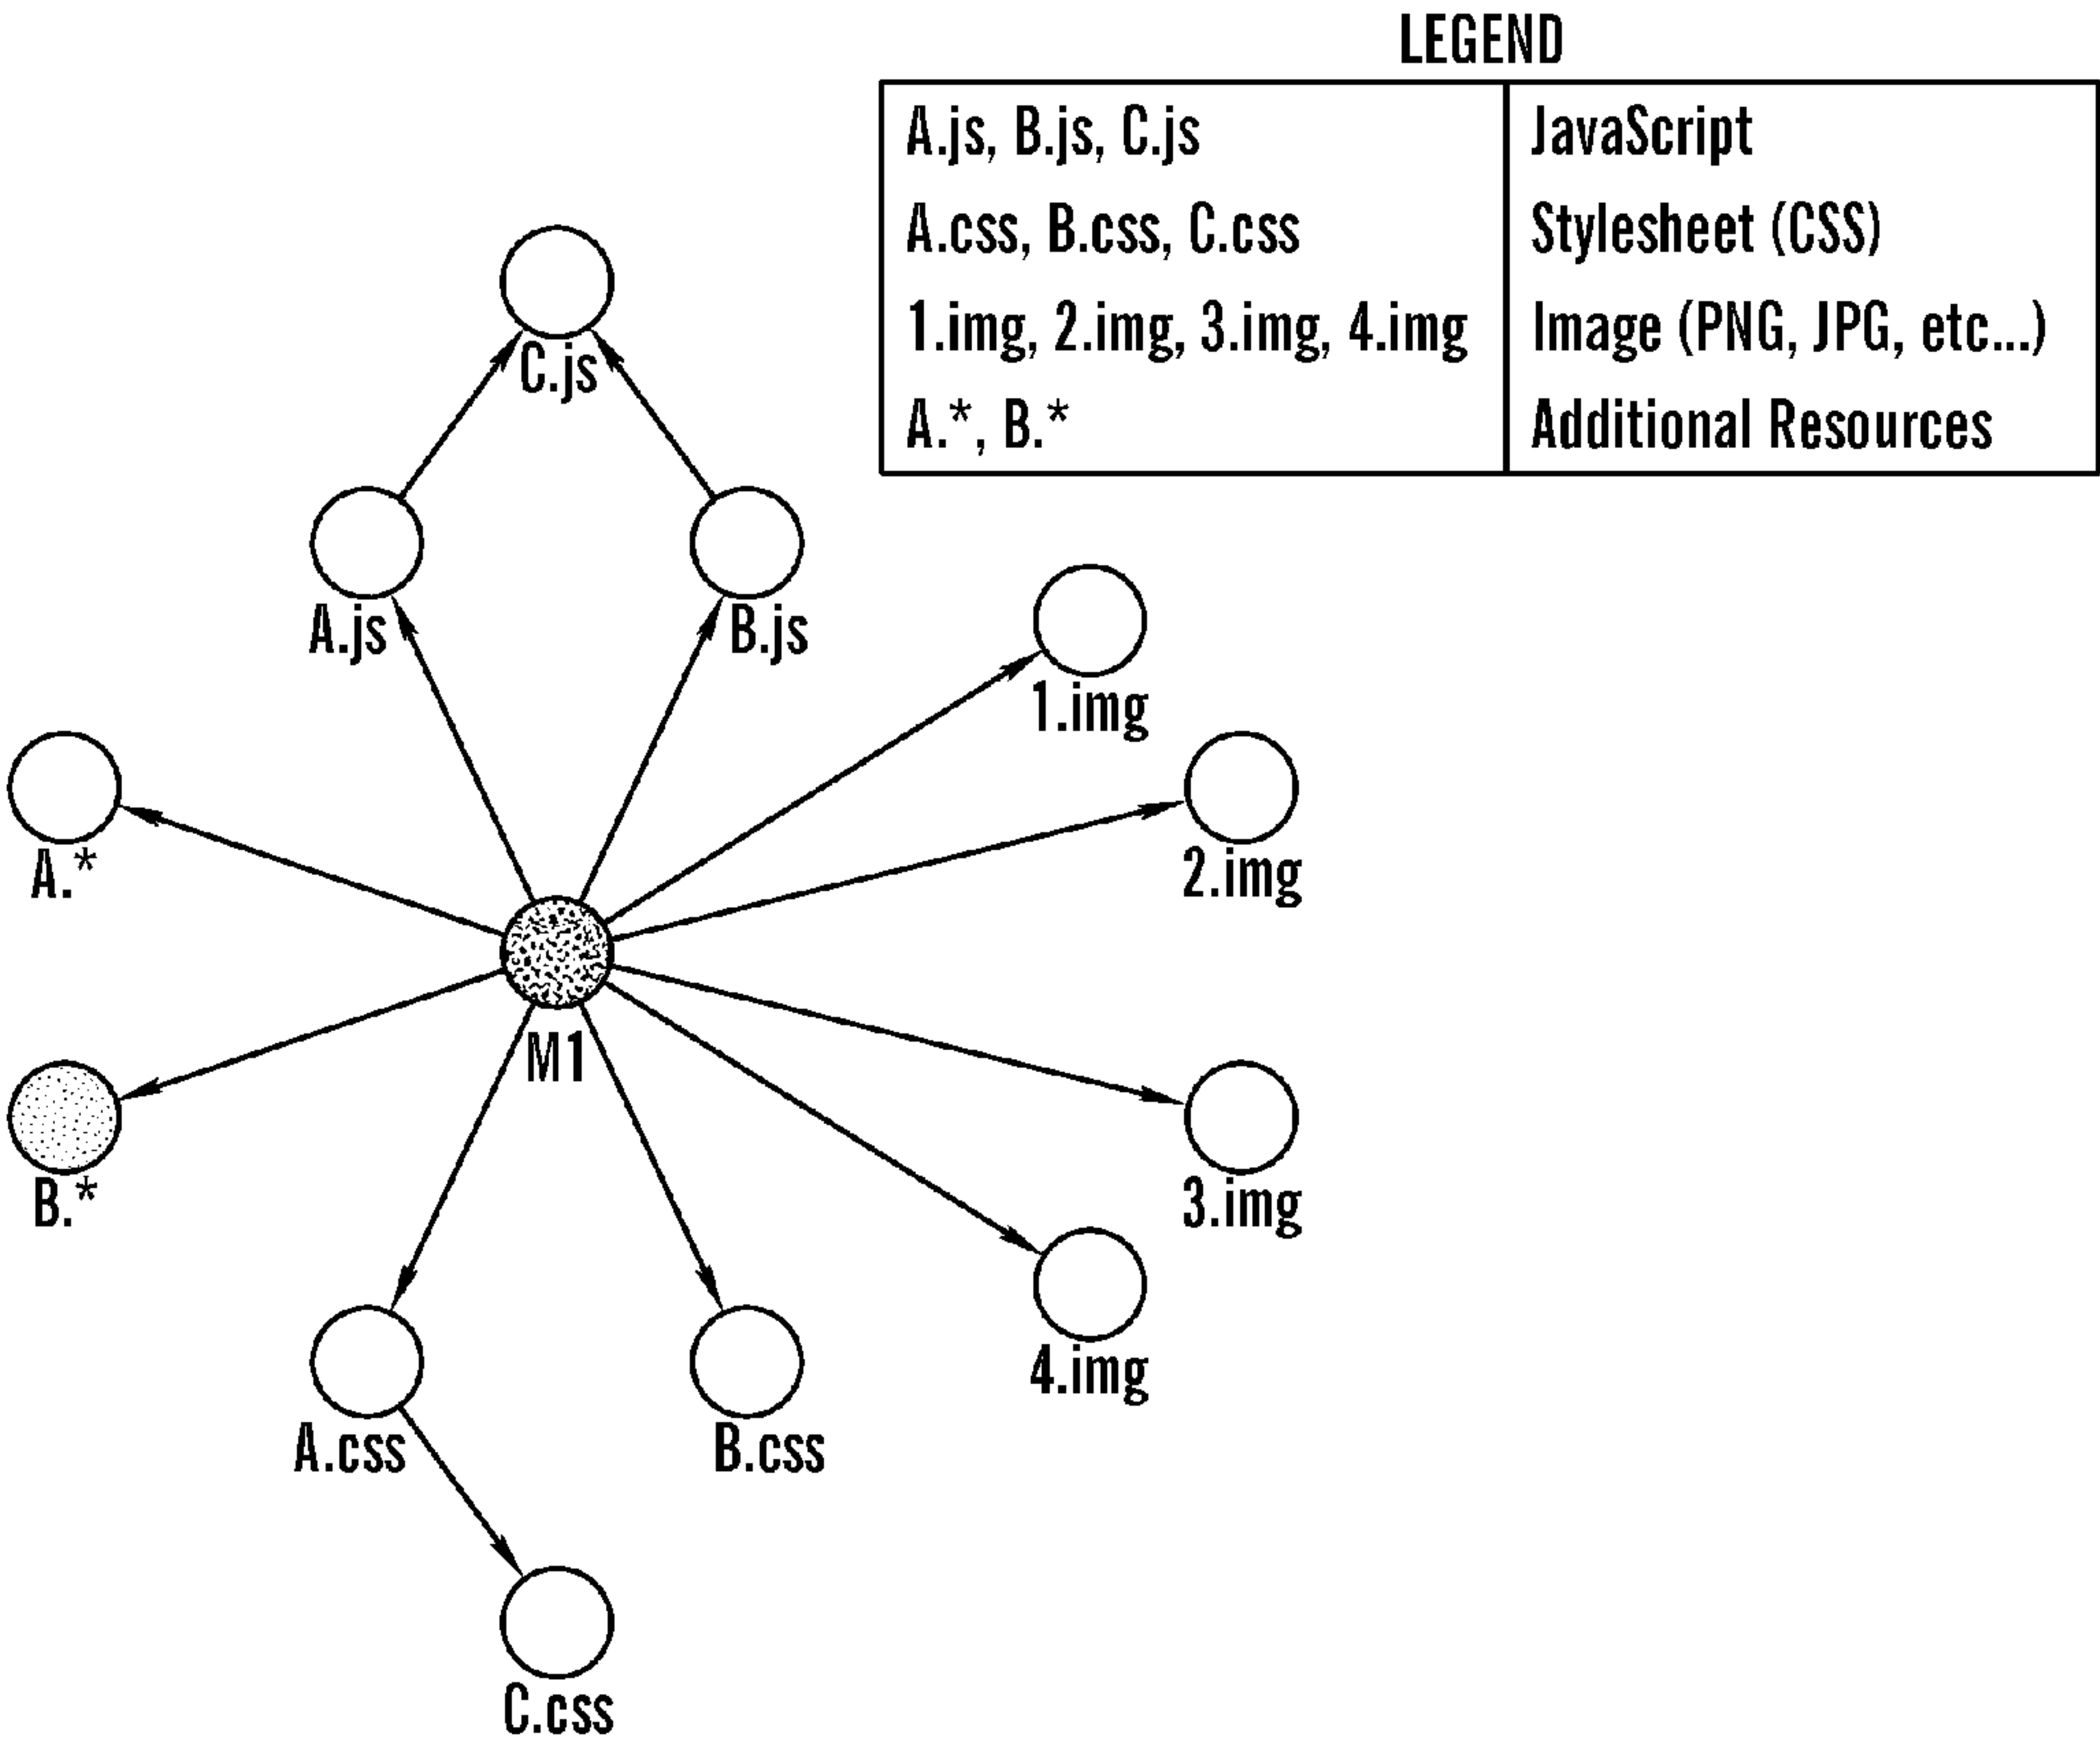 LEGEND
A.js, B.js, C.js JavaScript
A.css, B.css, C.css Stylesheet (CSS)
1.img, 2.img, 3.img, 4.img Image (PNG, JPG, etc...)
A.*, B.* Additional Resources
C.js
A.js
B.js
1.img
A.*
2.img
M1
B.*
3.img
4.img
A.css
B.css
C.css